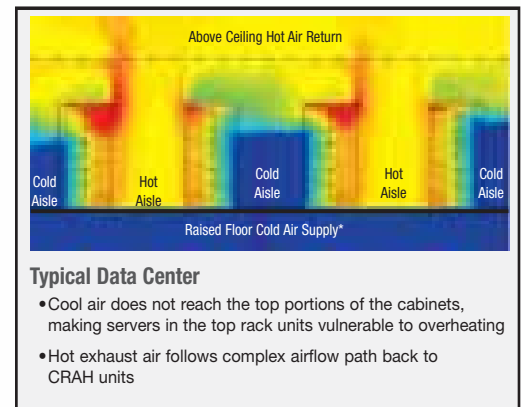 Above Ceiling Hot Air Return
Cold
Aisle
Hot
Aisle
Cold
Aisle
Hot
Aisle
Cold
Aisle
Raised Floor Cold Air Supply*
Typical Data Center
•Cool air does not reach the top portions of the cabinets,
making servers in the top rack units vulnerable to overheating
•Hot exhaust air follows complex airflow path back to
CRAH units